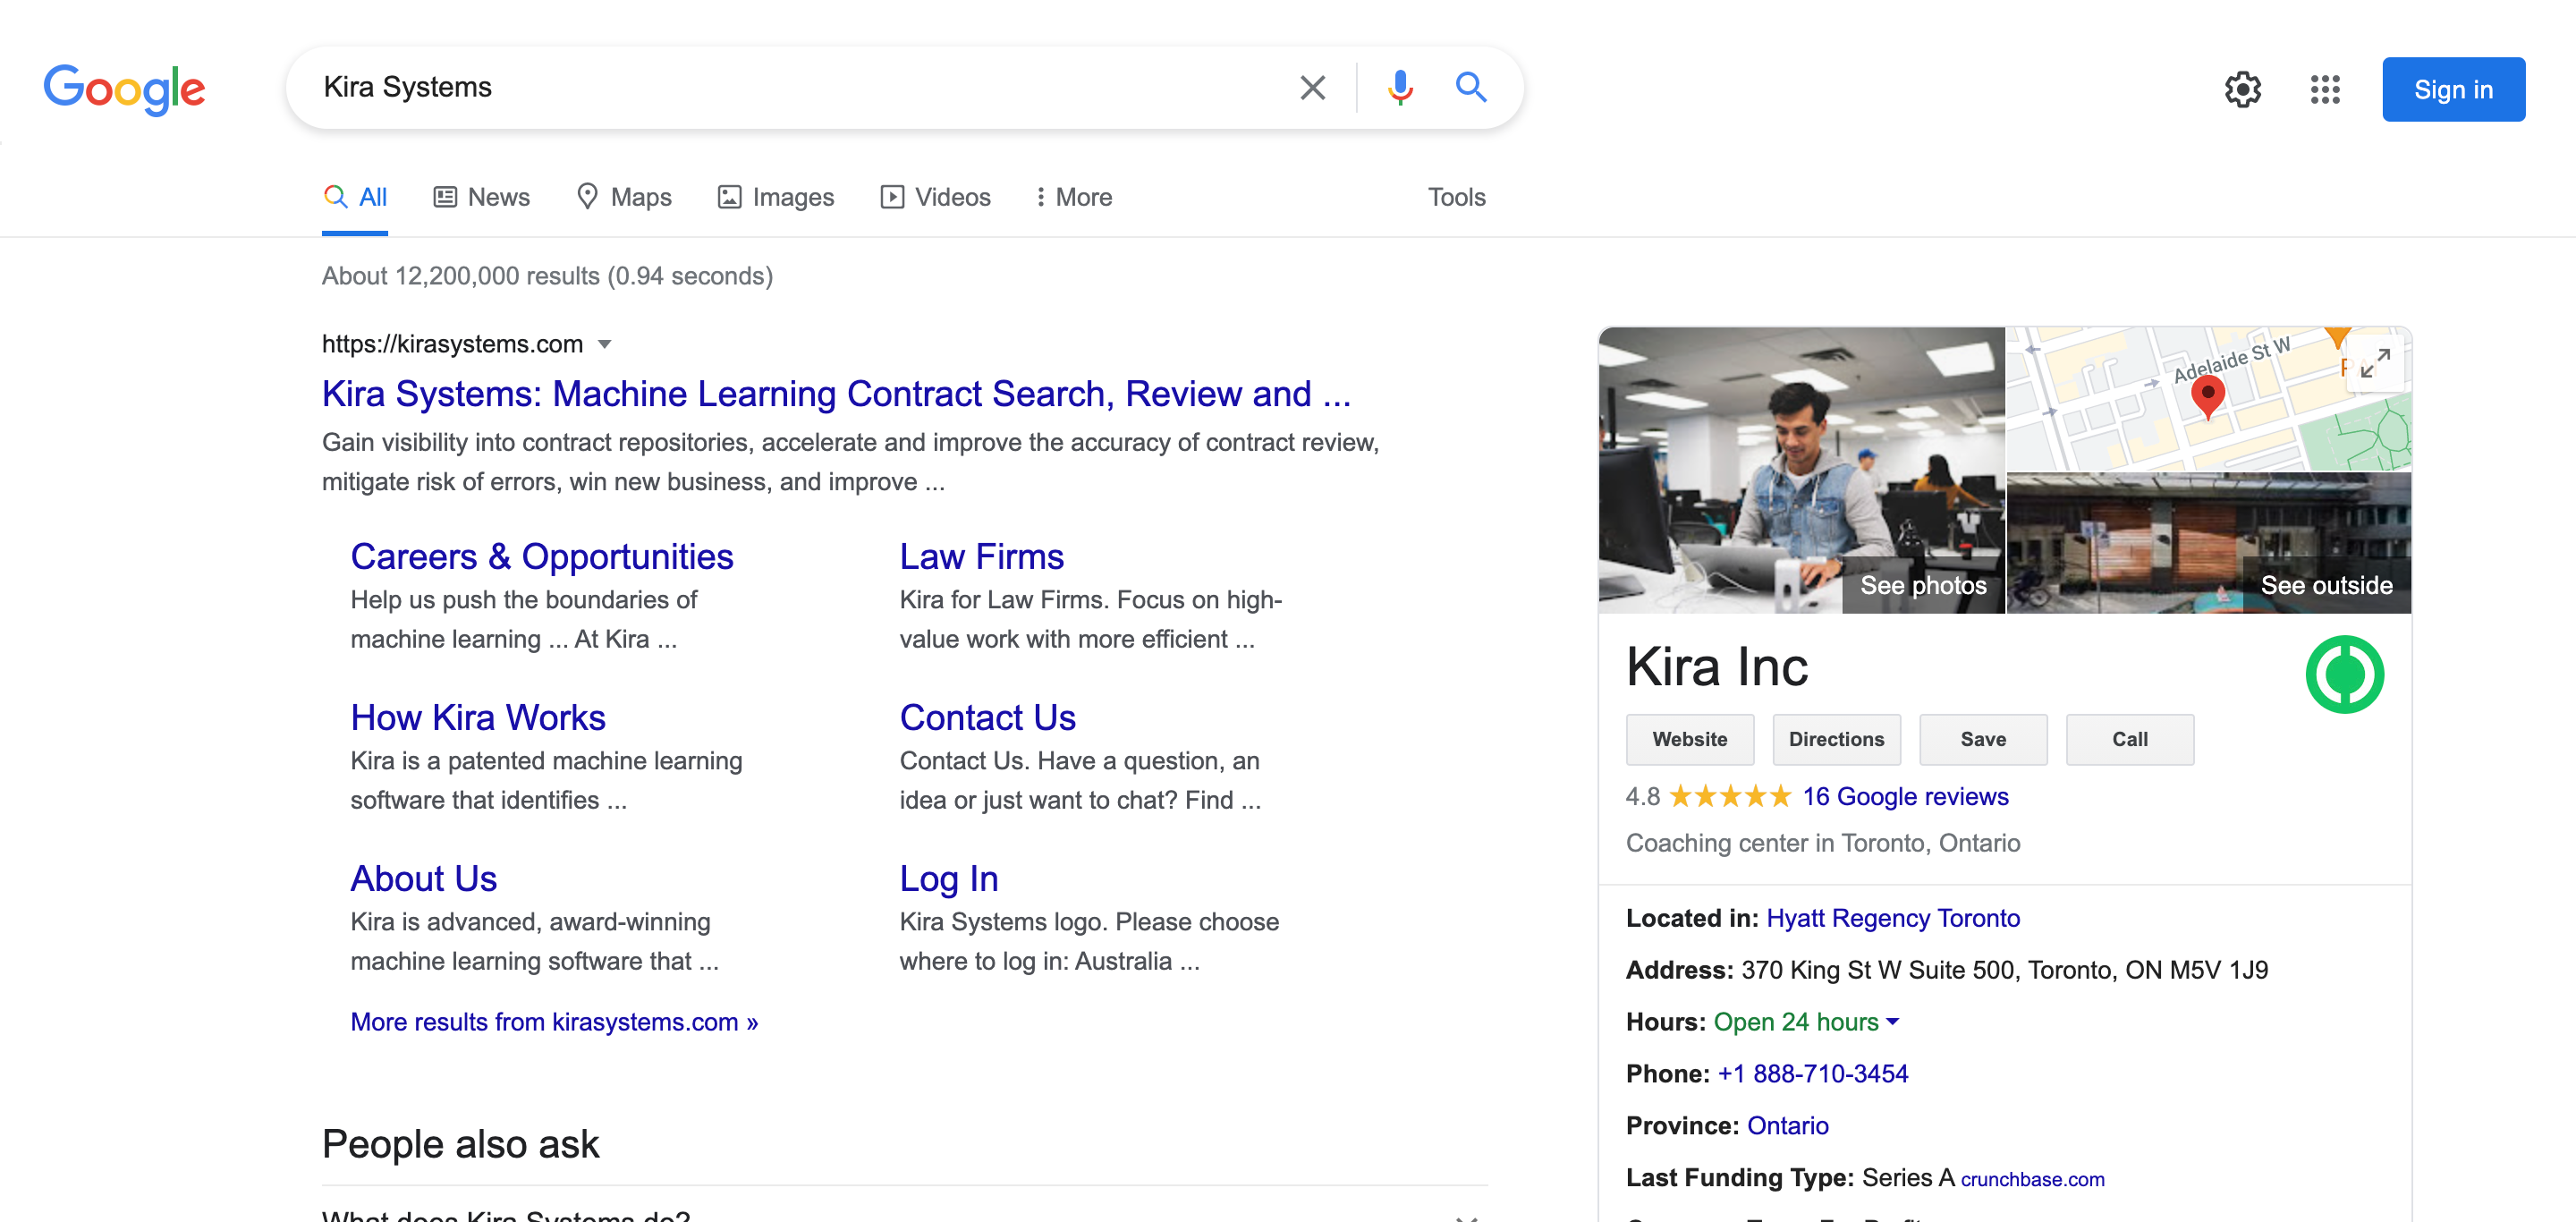 Google
Kira Systems
Sign in
All
News
Maps
Images
Videos
More
Tools
About 12,200,000 results (0.94 seconds)
https://kirasystems.com
Kira Systems: Machine Learning Contract Search, Review and ...
Gain visibility into contract repositories, accelerate and improve the accuracy of contract review,
mitigate risk of errors, win new business, and improve ...
Careers & Opportunities
Help us push the boundaries of
machine learning ... At Kira ...
Law Firms
Kira for Law Firms. Focus on high-
value work with more efficient ...
How Kira Works
Kira is a patented machine learning
software that identifies ...
Contact Us
Contact Us. Have a question, an
idea or just want to chat? Find ...
About Us
Kira is advanced, award-winning
machine learning software that ...
Log In
Kira Systems logo. Please choose
where to log in: Australia ...
More results from kirasystems.com »
People also ask
What does Kira Systems do?
Adelaide St W
See photos
See outside
Kira Inc
Website
Directions
Save
Call
4.8 ★★★★★ 16 Google reviews
Coaching center in Toronto, Ontario
Located in: Hyatt Regency Toronto
Address: 370 King St W Suite 500, Toronto, ON M5V 1J9
Hours: Open 24 hours
Phone: +1 888-710-3454
Province: Ontario
Last Funding Type: Series A crunchbase.com